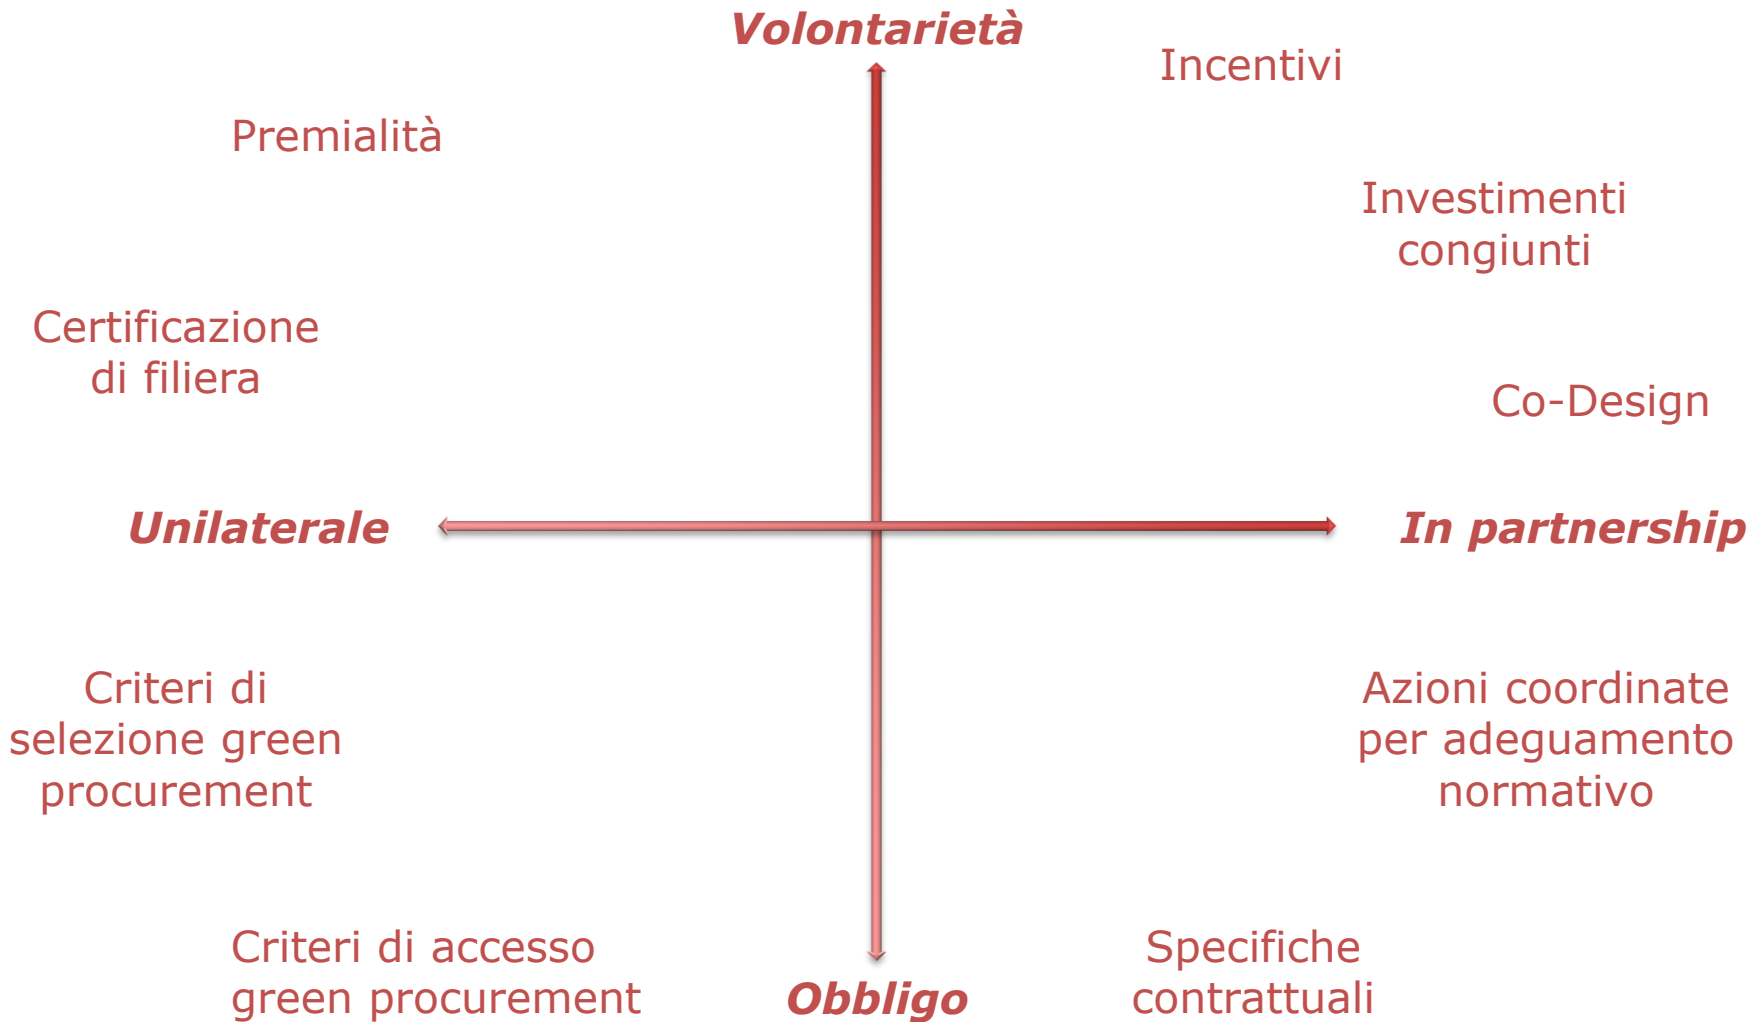 Volontarietà
Incentivi
Premialità
Investimenti
congiunti
Certificazione
di filiera
Co-Design
Unilaterale
In partnership
Criteri di
selezione green
procurement
Azioni coordinate
per adeguamento
normativo
Criteri di accesso
green procurement
Obbligo
Specifiche
contrattuali